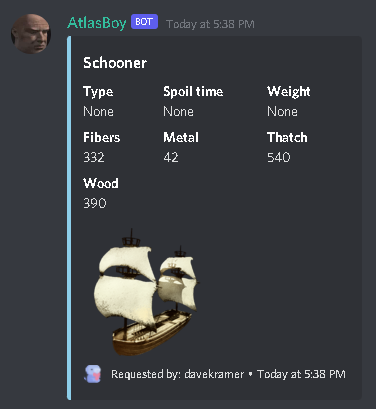 AtlasBoy BOT Today at 5:38 PM
Schooner
Type Spoil time Weight
None None None
Fibers Metal Thatch
332 42 540
Wood
390
Requested by: davekramer • Today at 5:38 PM